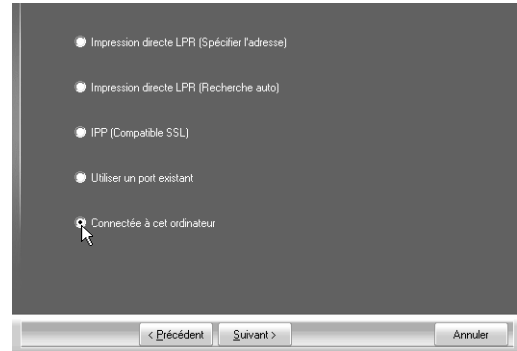 Impression directe LPR (Spécifier l'adresse)
Impression directe LPR (Recherche auto)
IPP (Compatible SSL)
Utiliser un port existant
Connectée à cet ordinateur
< Précédent Suivant > Annuler